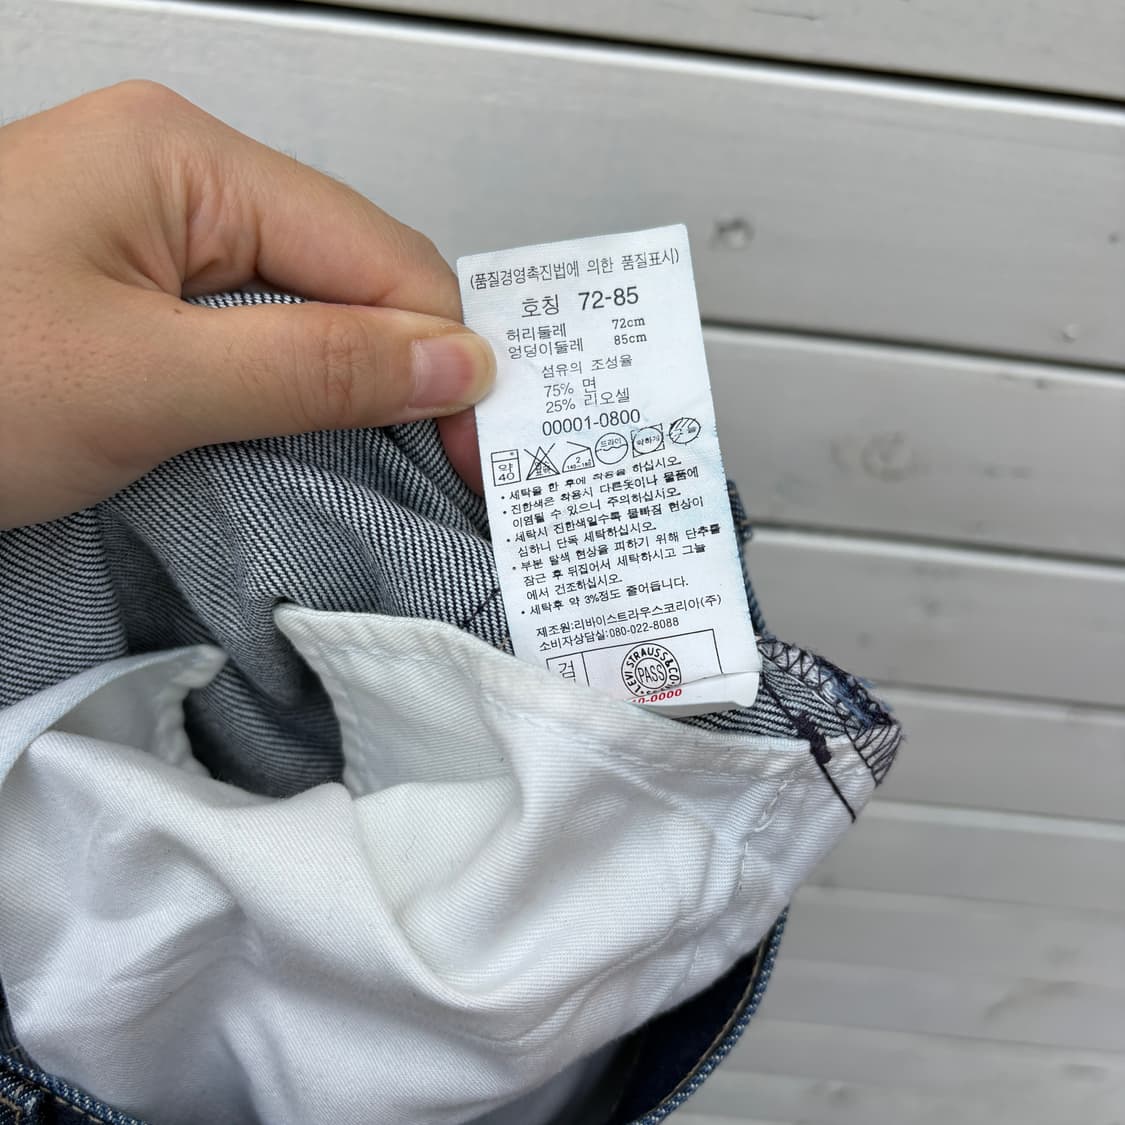 (품질경영촉진법에 의한 품질표시)
호칭 72-85
허리둘레 72cm
엉덩이둘레 85cm
섬유의 조성율
75% 면
25% 리오셀
00001-0800
약 40
2 140-160
드라이
약하게
• 세탁을 한 후에 착용을 하십시오.
• 진한색은 착용시 다른옷이나 물품에
이염될 수 있으니 주의하십시오.
• 세탁시 진한색일수록 물빠짐 현상이
심하니 단독 세탁하십시오.
• 부분 탈색 현상을 피하기 위해 단추를
잠근 후 뒤집어서 세탁하시고 그늘
에서 건조하십시오.
• 세탁후 약 3%정도 줄어듭니다.
제조원:리바이스트라우스코리아(주)
소비자상담실:080-022-8088
검
LEVI STRAUSS & CO.
PASS
0-0000